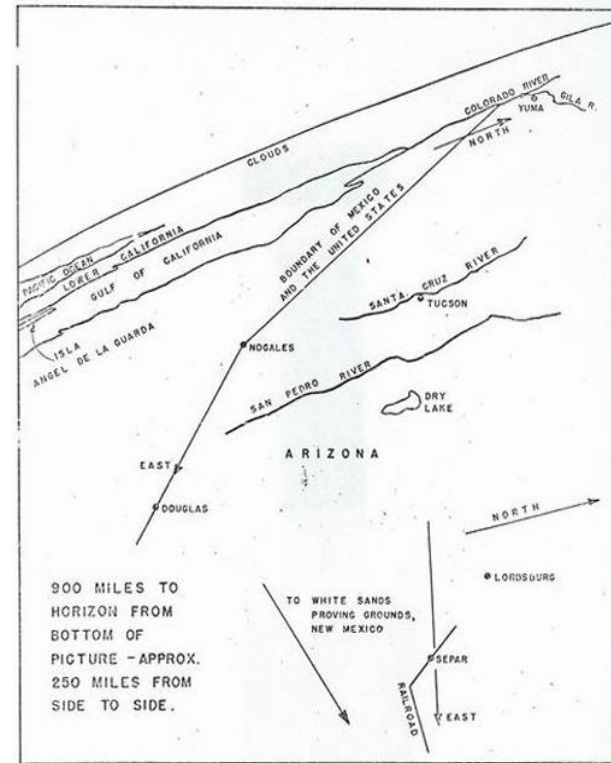 COLORADO RIVER
YUMA
GILA R.
NORTH
CLOUDS
BOUNDARY OF MEXICO
AND THE UNITED STATES
PACIFIC OCEAN
LOWER CALIFORNIA
GULF OF CALIFORNIA
SANTA CRUZ RIVER
TUCSON
ISLA
ANGEL DE LA GUARDA
NOGALES
SAN PEDRO RIVER
DRY
LAKE
ARIZONA
EAST
DOUGLAS
NORTH
LORDSBURG
900 MILES TO
HORIZON FROM
BOTTOM OF
PICTURE - APPROX.
250 MILES FROM
SIDE TO SIDE.
TO WHITE SANDS
PROVING GROUNDS,
NEW MEXICO
SEPAR
RAILROAD
EAST